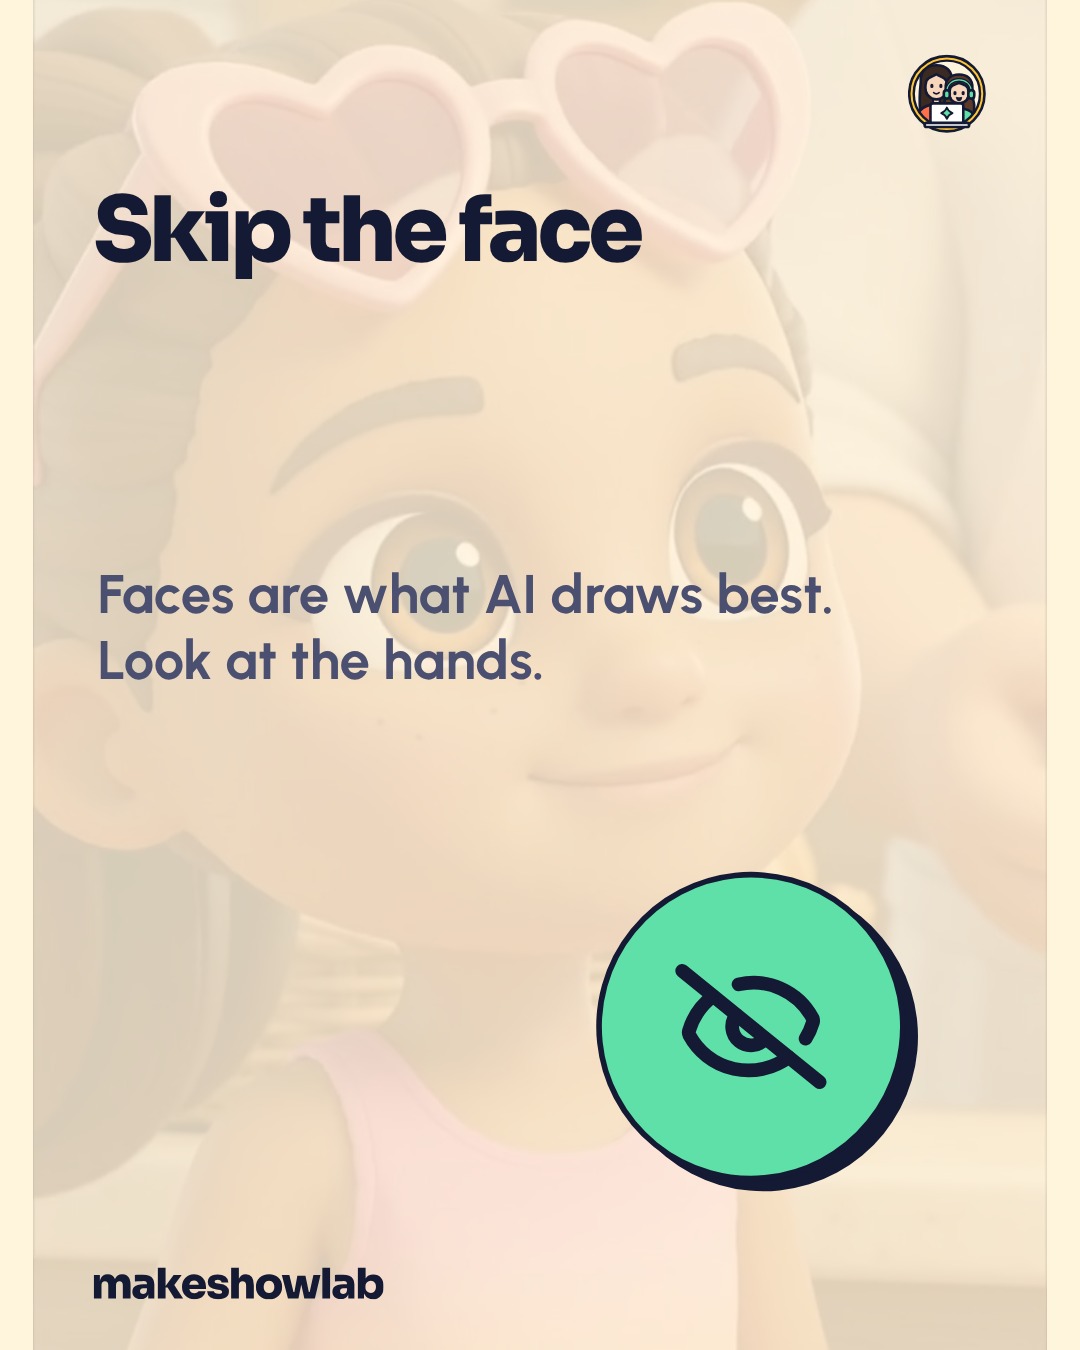 Skip the face
Faces are what AI draws best.
Look at the hands.
makeshowlab